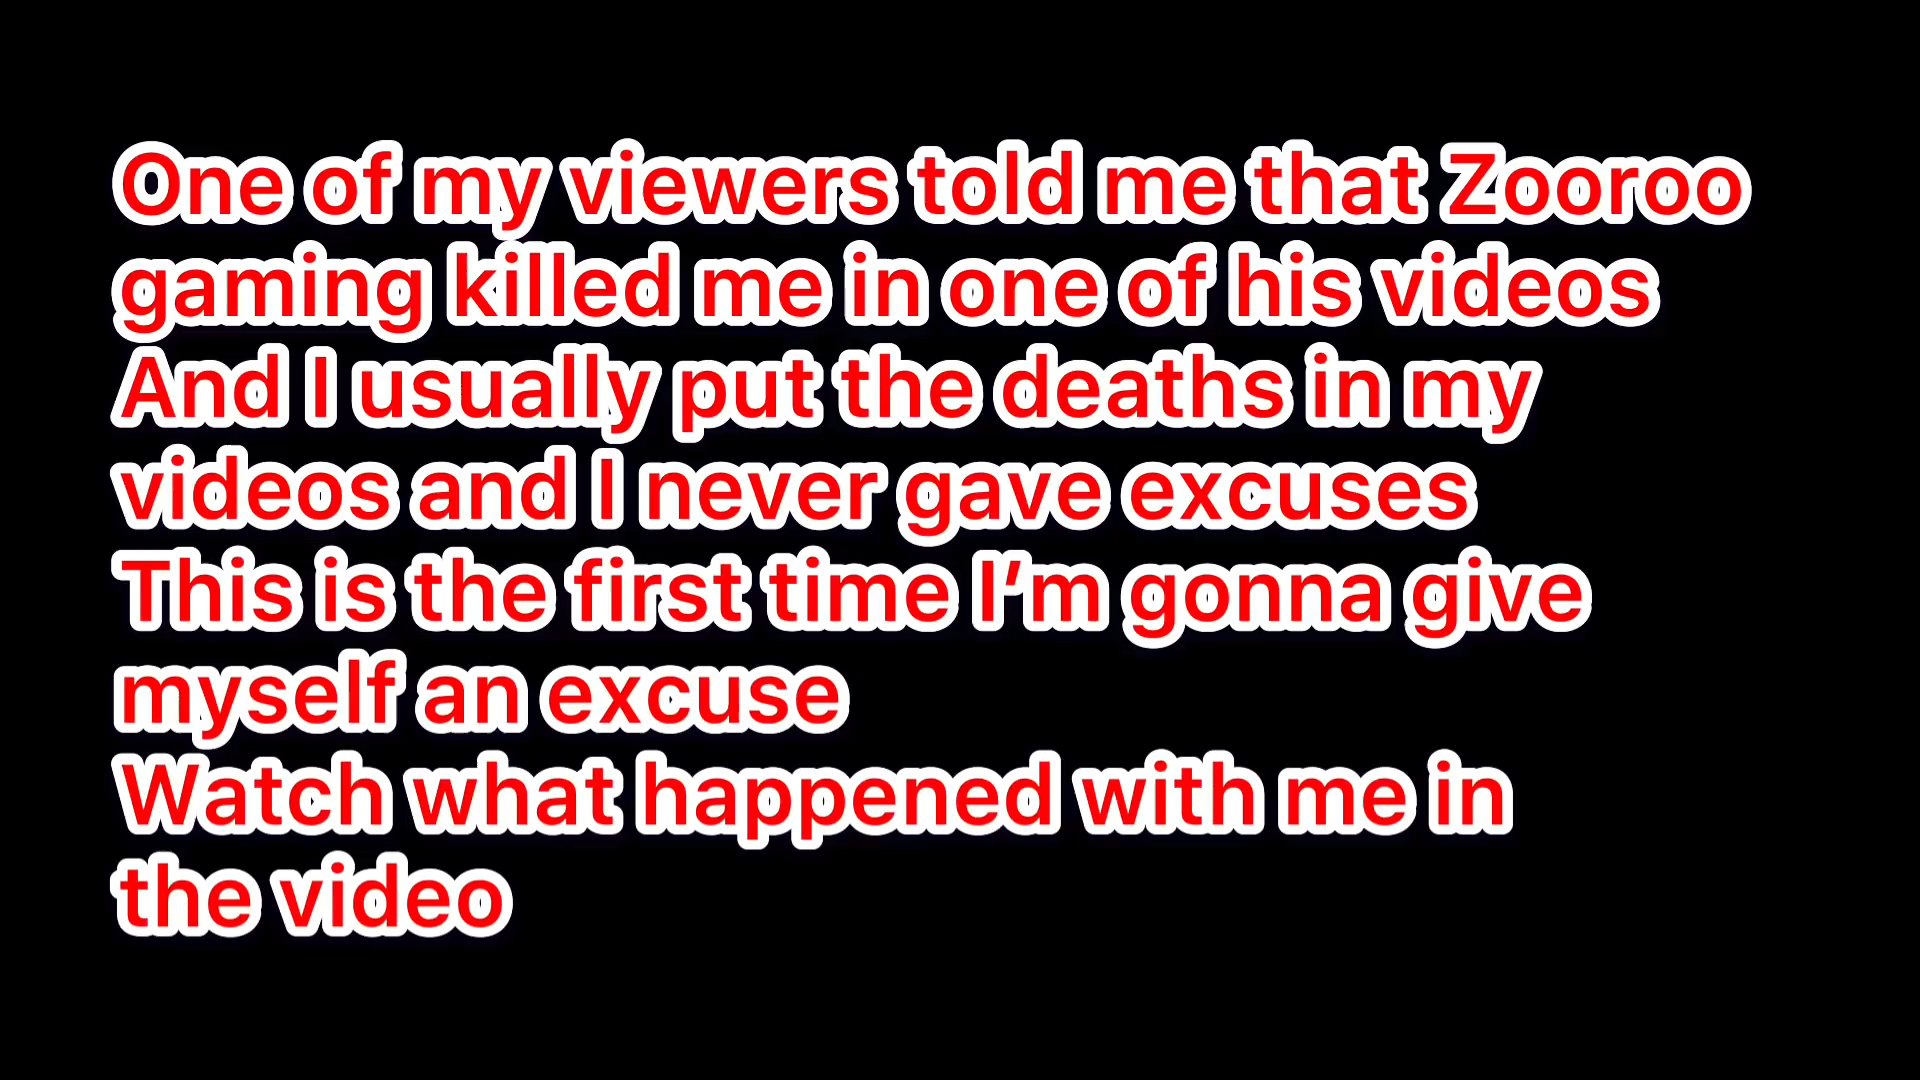 One of my viewers told me that Zooroo
gaming killed me in one of his videos
And I usually put the deaths in my
videos and I never gave excuses
This is the first time I’m gonna give
myself an excuse
Watch what happened with me in
the video